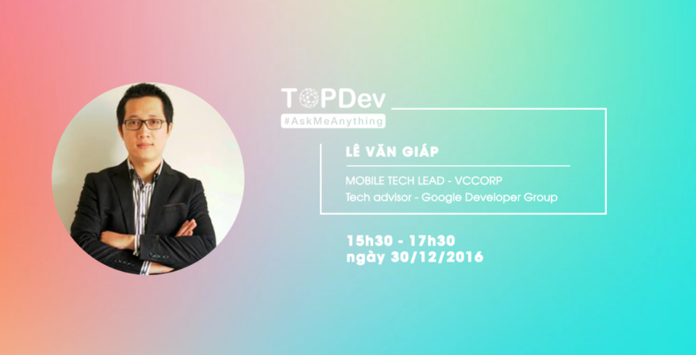 TOPDev
#AskMeAnything
LÊ VĂN GIÁP
MOBILE TECH LEAD - VCCORP
Tech advisor - Google Developer Group
15h30 - 17h30
ngày 30/12/2016